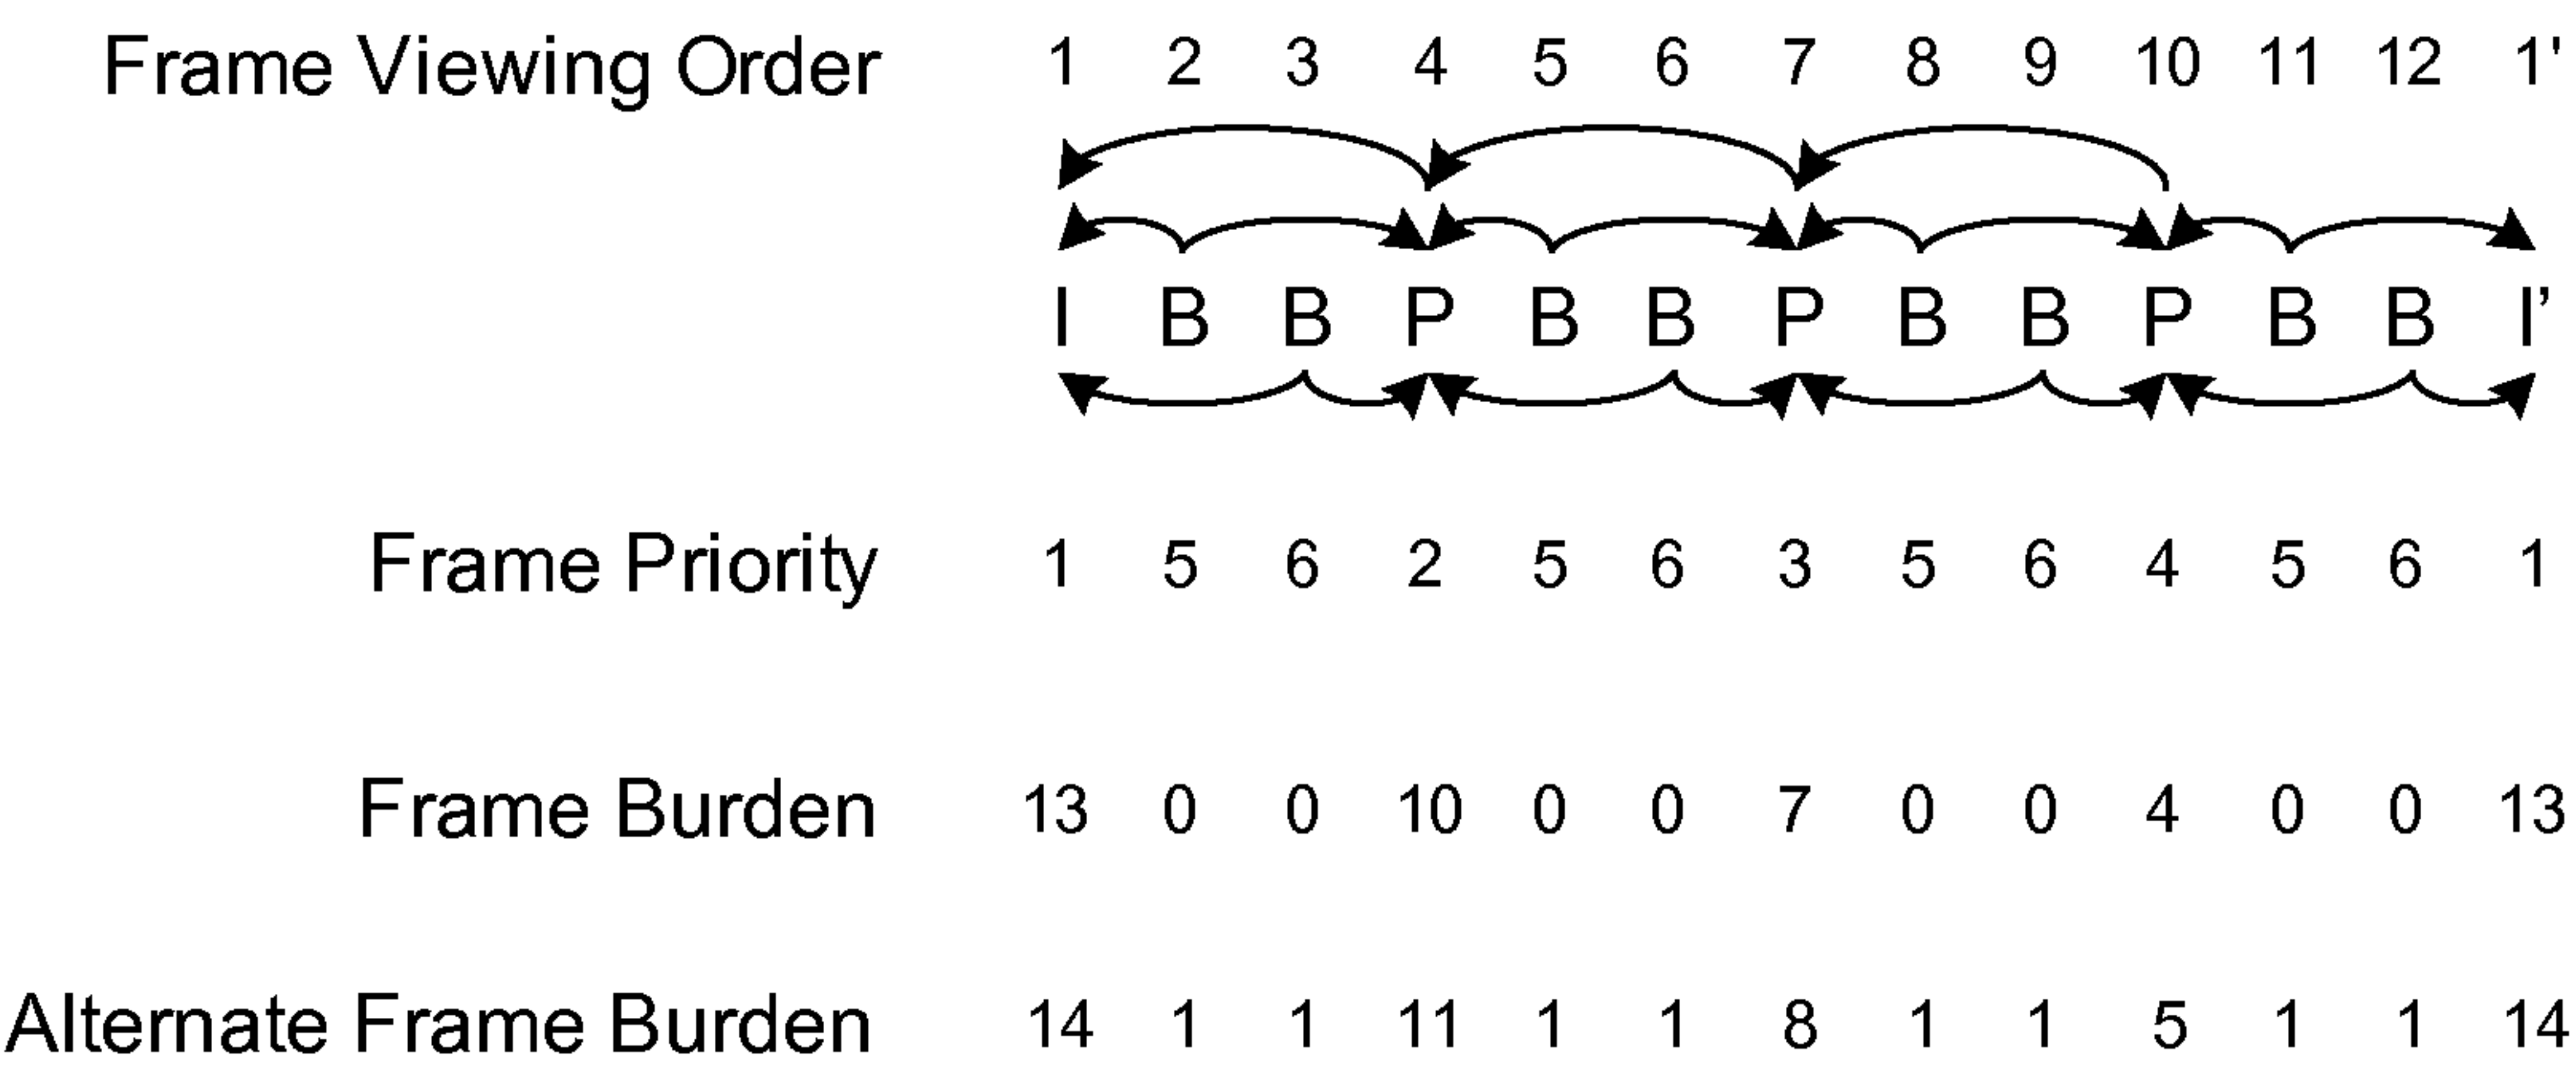 Frame Viewing Order 1 2 3 4 5 6 7 8 9 10 11 12 1'
I B B P B B P B B P B B I’
Frame Priority 1 5 6 2 5 6 3 5 6 4 5 6 1
Frame Burden 13 0 0 10 0 0 7 0 0 4 0 0 13
Alternate Frame Burden 14 1 1 11 1 1 8 1 1 5 1 1 14